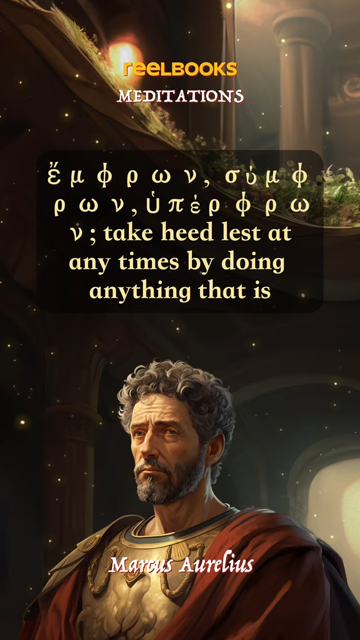 reelBOOKS
MEDITATIONS
ἔ μ φ ρ ω ν, σ ὐ μ φ
ρ ω ν, ὑ π έ ρ φ ρ ω
ν ; take heed lest at
any times by doing
anything that is
Marcus Aurelius